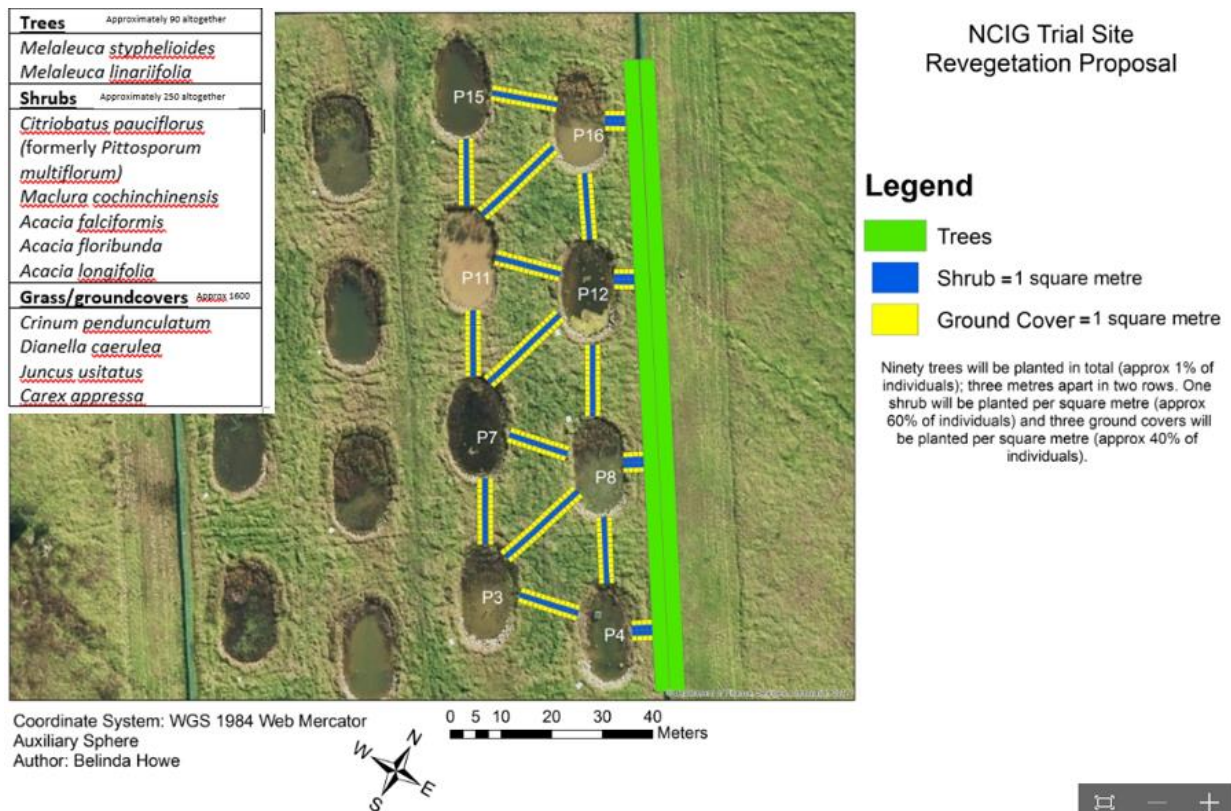 Trees Approximately 90 altogether
Melaleuca styphelioides
Melaleuca linariifolia
Shrubs Approximately 250 altogether
Citriobatus pauciflorus
(formerly Pittosporum
multiflorum)
Maclura cochinchinensis
Acacia falciformis
Acacia floribunda
Acacia longifolia
Grass/groundcovers Approx 1600
Crinum pendunculatum
Dianella caerulea
Juncus usitatus
Carex appressa
P15
P16
P11
P12
P7
P8
P3
P4
NCIG Trial Site
Revegetation Proposal
Legend
Trees
Shrub = 1 square metre
Ground Cover = 1 square metre
Ninety trees will be planted in total (approx 1% of
individuals); three metres apart in two rows. One
shrub will be planted per square metre (approx
60% of individuals) and three ground covers will
be planted per square metre (approx 40% of
individuals).
Coordinate System: WGS 1984 Web Mercator
Auxiliary Sphere
Author: Belinda Howe
N
W
E
S
0 5 10 20 30 40
Meters